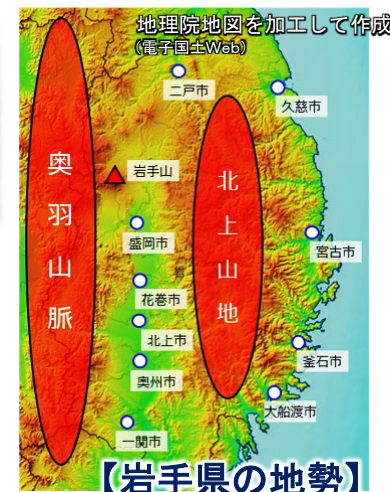 地理院地図を加工して作成
（電子国土Web）
二戸市
久慈市
奥羽山脈
岩手山
北上山地
盛岡市
宮古市
花巻市
北上市
釜石市
奥州市
大船渡市
一関市
【岩手県の地勢】